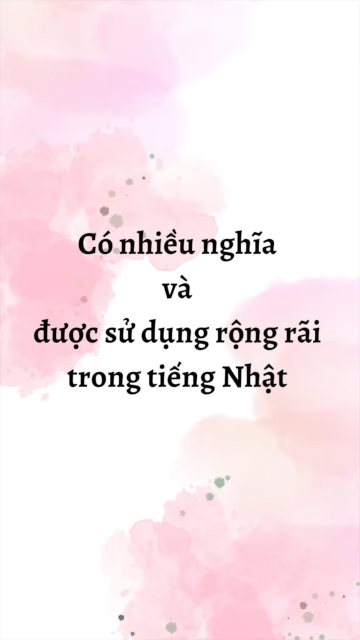 Có nhiều nghĩa
và
được sử dụng rộng rãi
trong tiếng Nhật